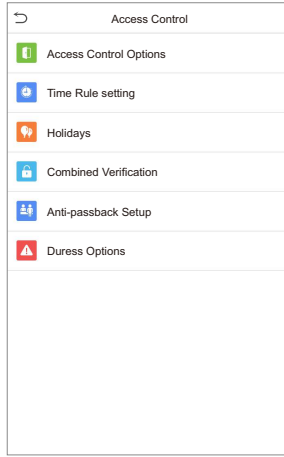 Access Control
Access Control Options
Time Rule setting
Holidays
Combined Verification
Anti-passback Setup
Duress Options